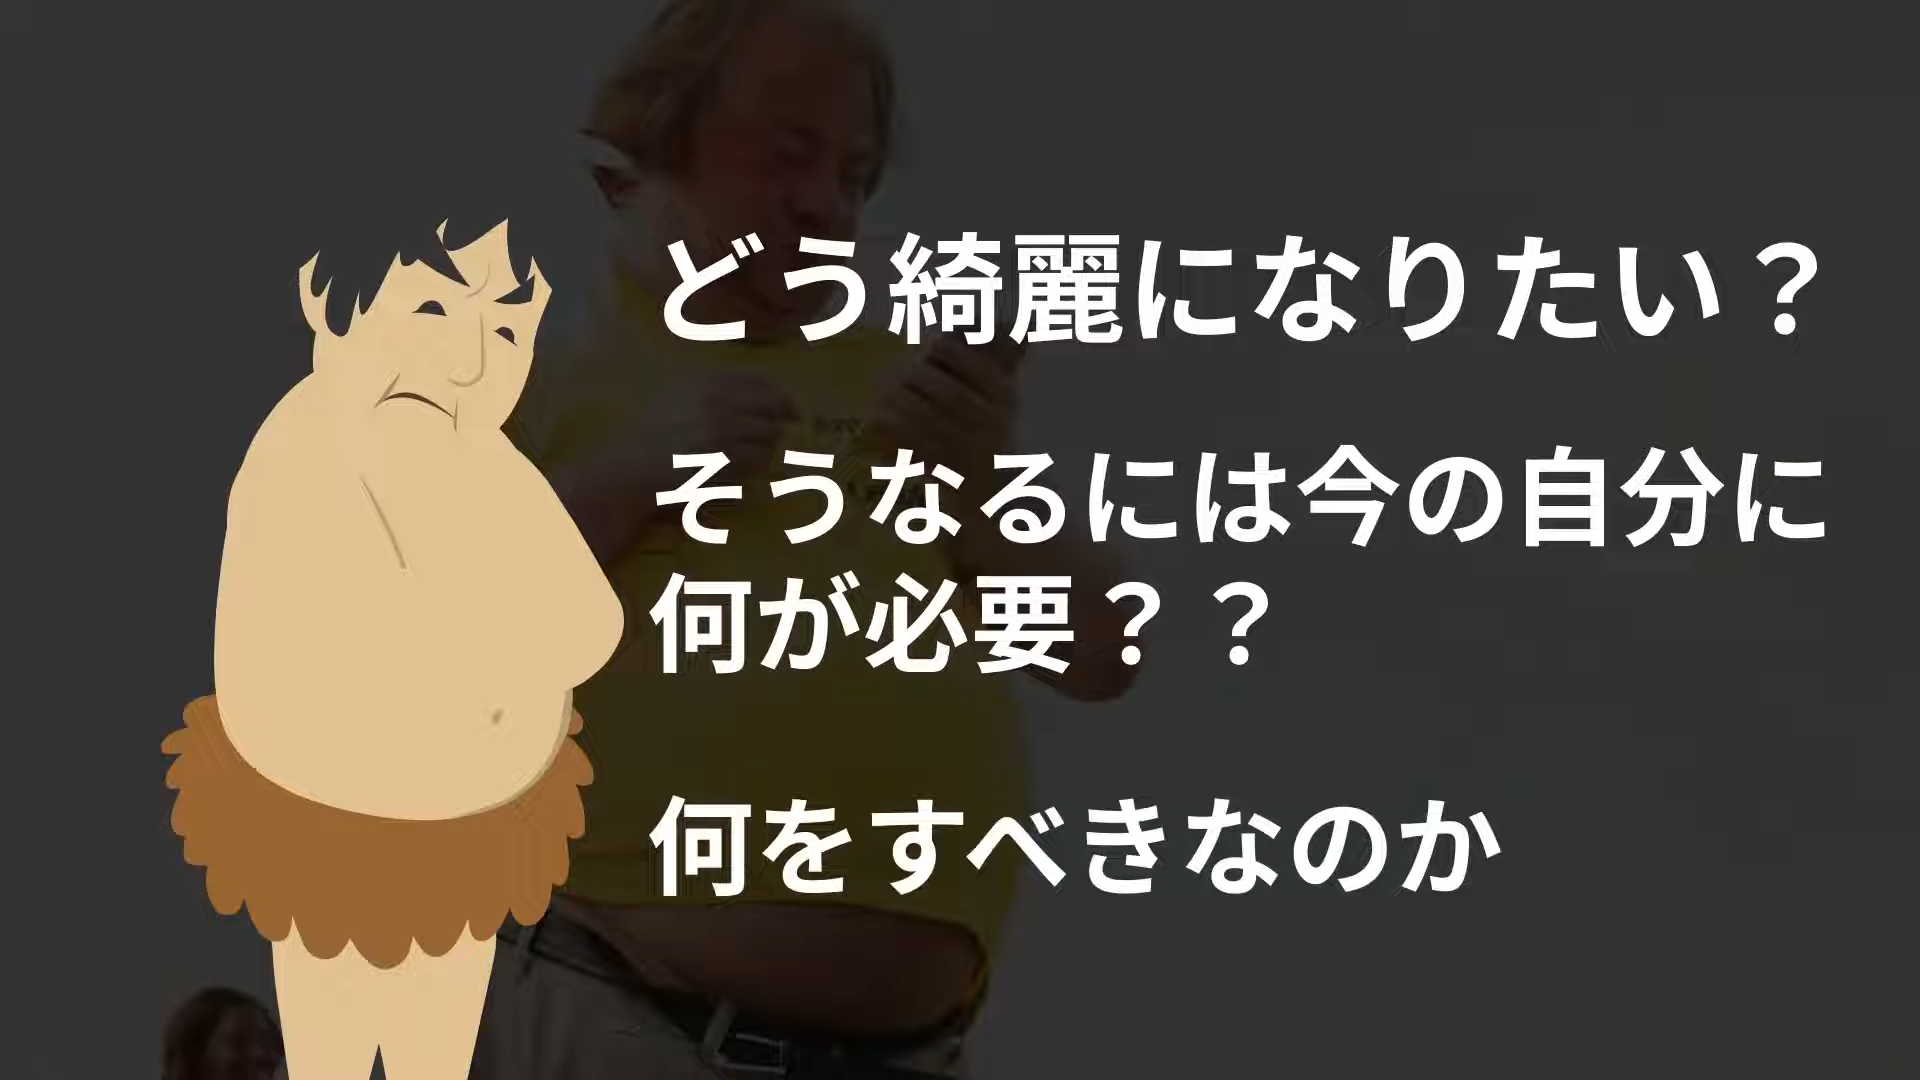 どう綺麗になりたい？
そうなるには今の自分に
何が必要？？
何をすべきなのか